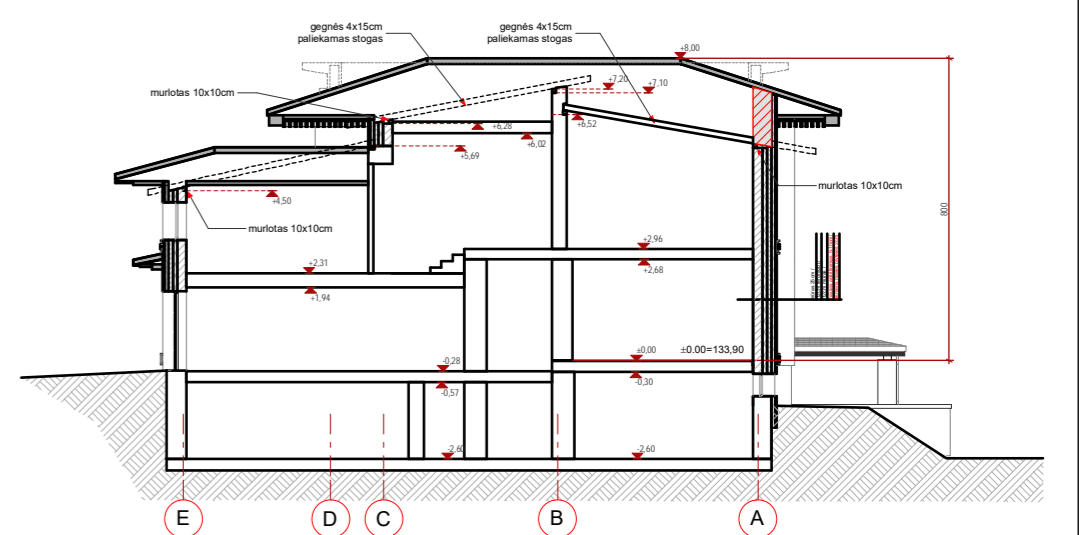 gegnės 4x15cm
paliekamas stogas
gegnės 4x15cm
paliekamas stogas
+8,00
murlotas 10x10cm
+7,20
+7,10
+6,52
+6,28
+6,02
+5,69
murlotas 10x10cm
+4,50
murlotas 10x10cm
800
+2,96
+2,68
+2,31
+1,94
±0,00
±0.00=133,90
-0,28
-0,30
-0,57
-2,60
-2,60
E
D
C
B
A